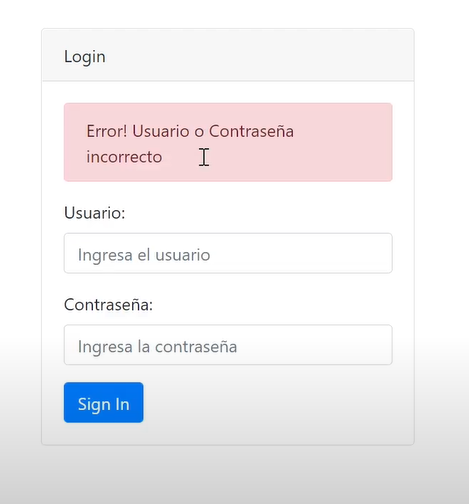 Login
Error! Usuario o Contraseña
incorrecto
Usuario:
Ingresa el usuario
Contraseña:
Ingresa la contraseña
Sign In